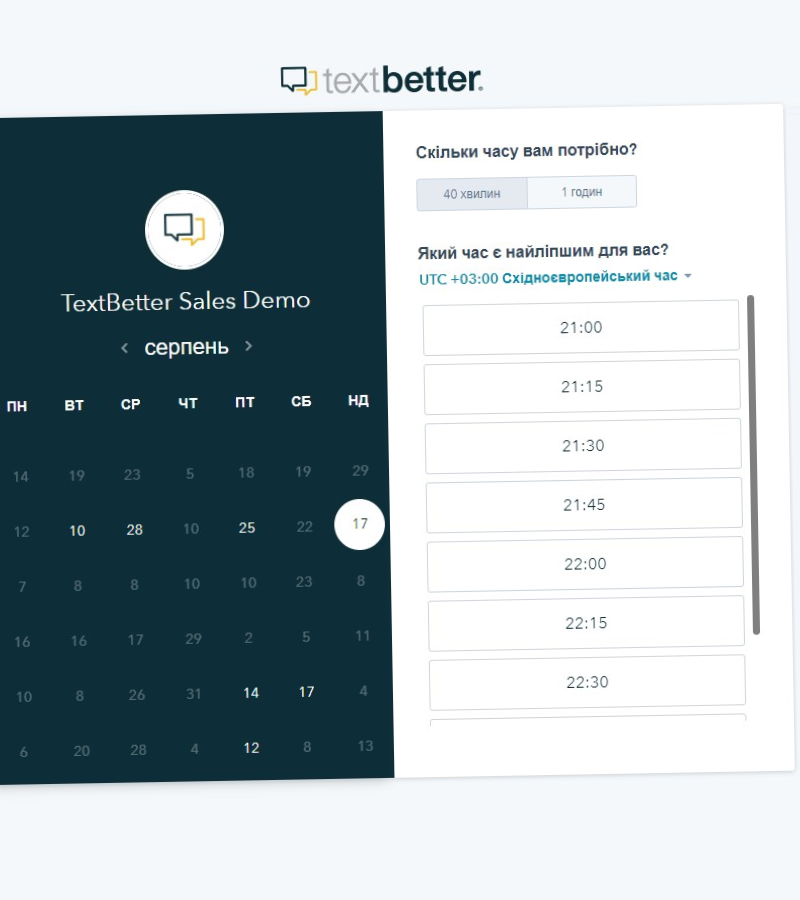 textbetter.
TextBetter Sales Demo
серпень
ПН ВТ СР ЧТ ПТ СБ НД
14 19 23 5 18 19 29
12 10 28 10 25 22 17
7 8 8 10 10 23 8
16 16 17 29 2 5 11
10 8 26 31 14 17 4
6 20 28 4 12 8 13
Скільки часу вам потрібно?
40 хвилин 1 годин
Який час є найліпшим для вас?
UTC +03:00 Східноєвропейський час
21:00
21:15
21:30
21:45
22:00
22:15
22:30